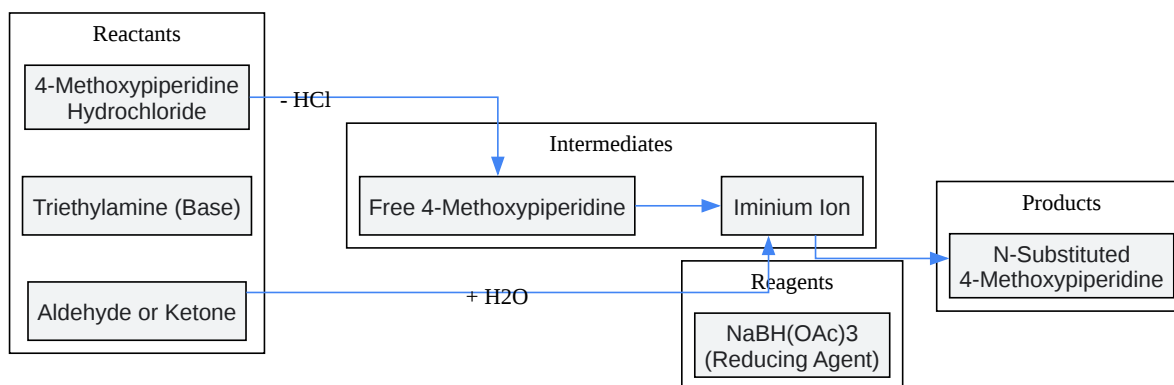 Reactants
4-Methoxypiperidine
Hydrochloride
- HCl
Triethylamine (Base)
Aldehyde or Ketone
+ H2O
Intermediates
Free 4-Methoxypiperidine
Iminium Ion
Reagents
NaBH(OAc)3
(Reducing Agent)
Products
N-Substituted
4-Methoxypiperidine